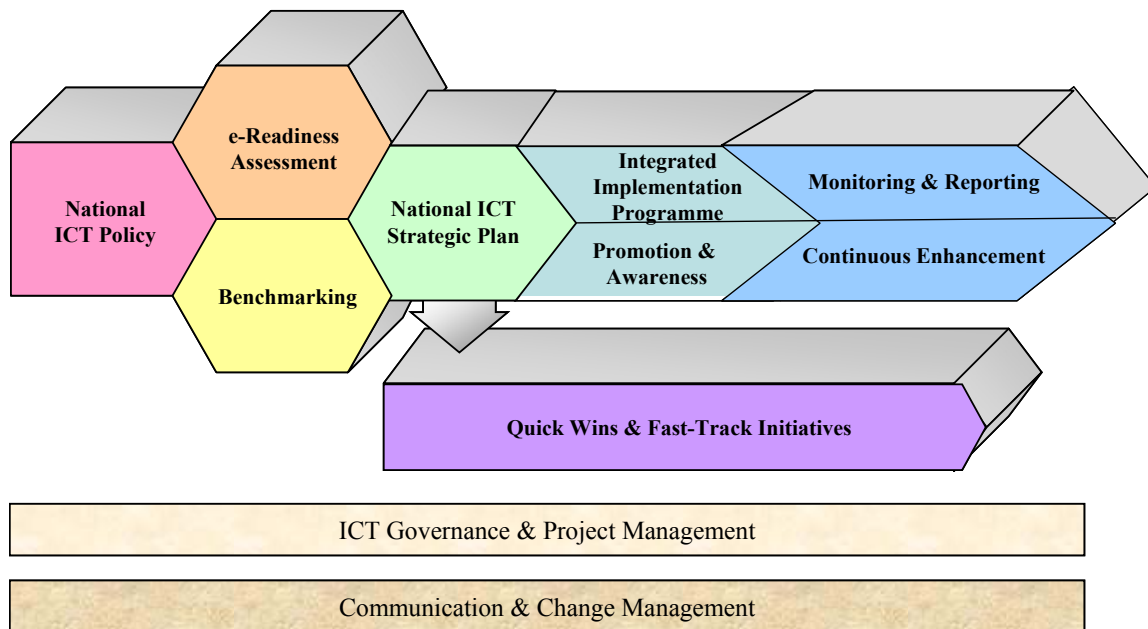 National
ICT Policy
e-Readiness
Assessment
Benchmarking
National ICT
Strategic Plan
Integrated
Implementation
Programme
Promotion &
Awareness
Monitoring & Reporting
Continuous Enhancement
Quick Wins & Fast-Track Initiatives
ICT Governance & Project Management
Communication & Change Management